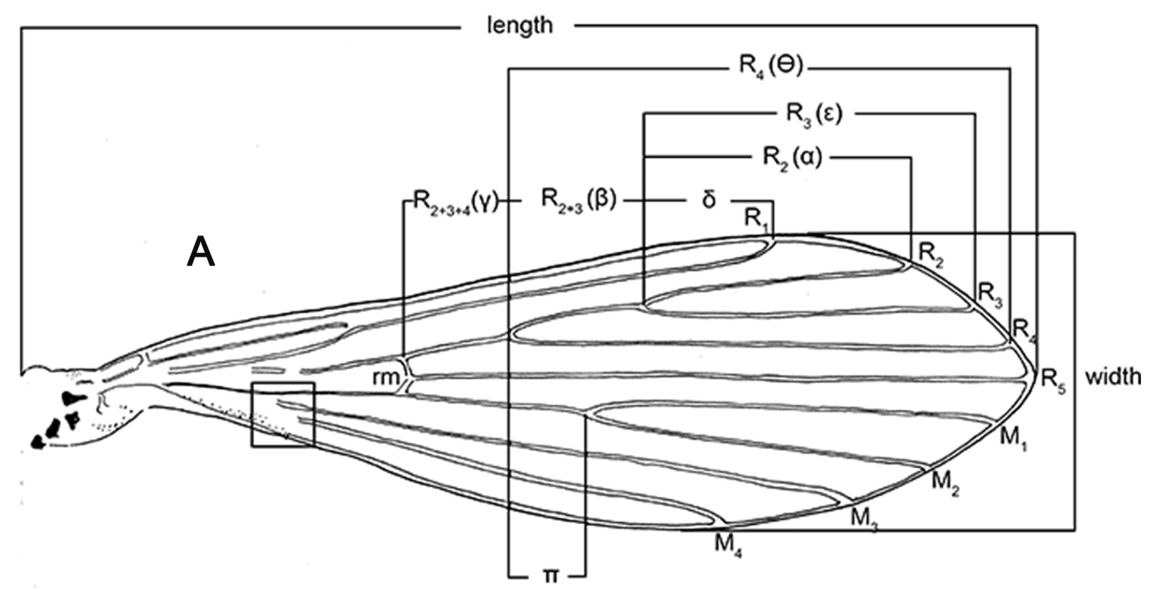 length
R₄ (Θ)
R₃ (ε)
R₂ (α)
R₂₊₃₊₄ (γ) R₂₊₃ (β) δ
R₁
A
R₂
R₃
R₄
rm
R₅ width
M₁
M₂
M₃
M₄
π